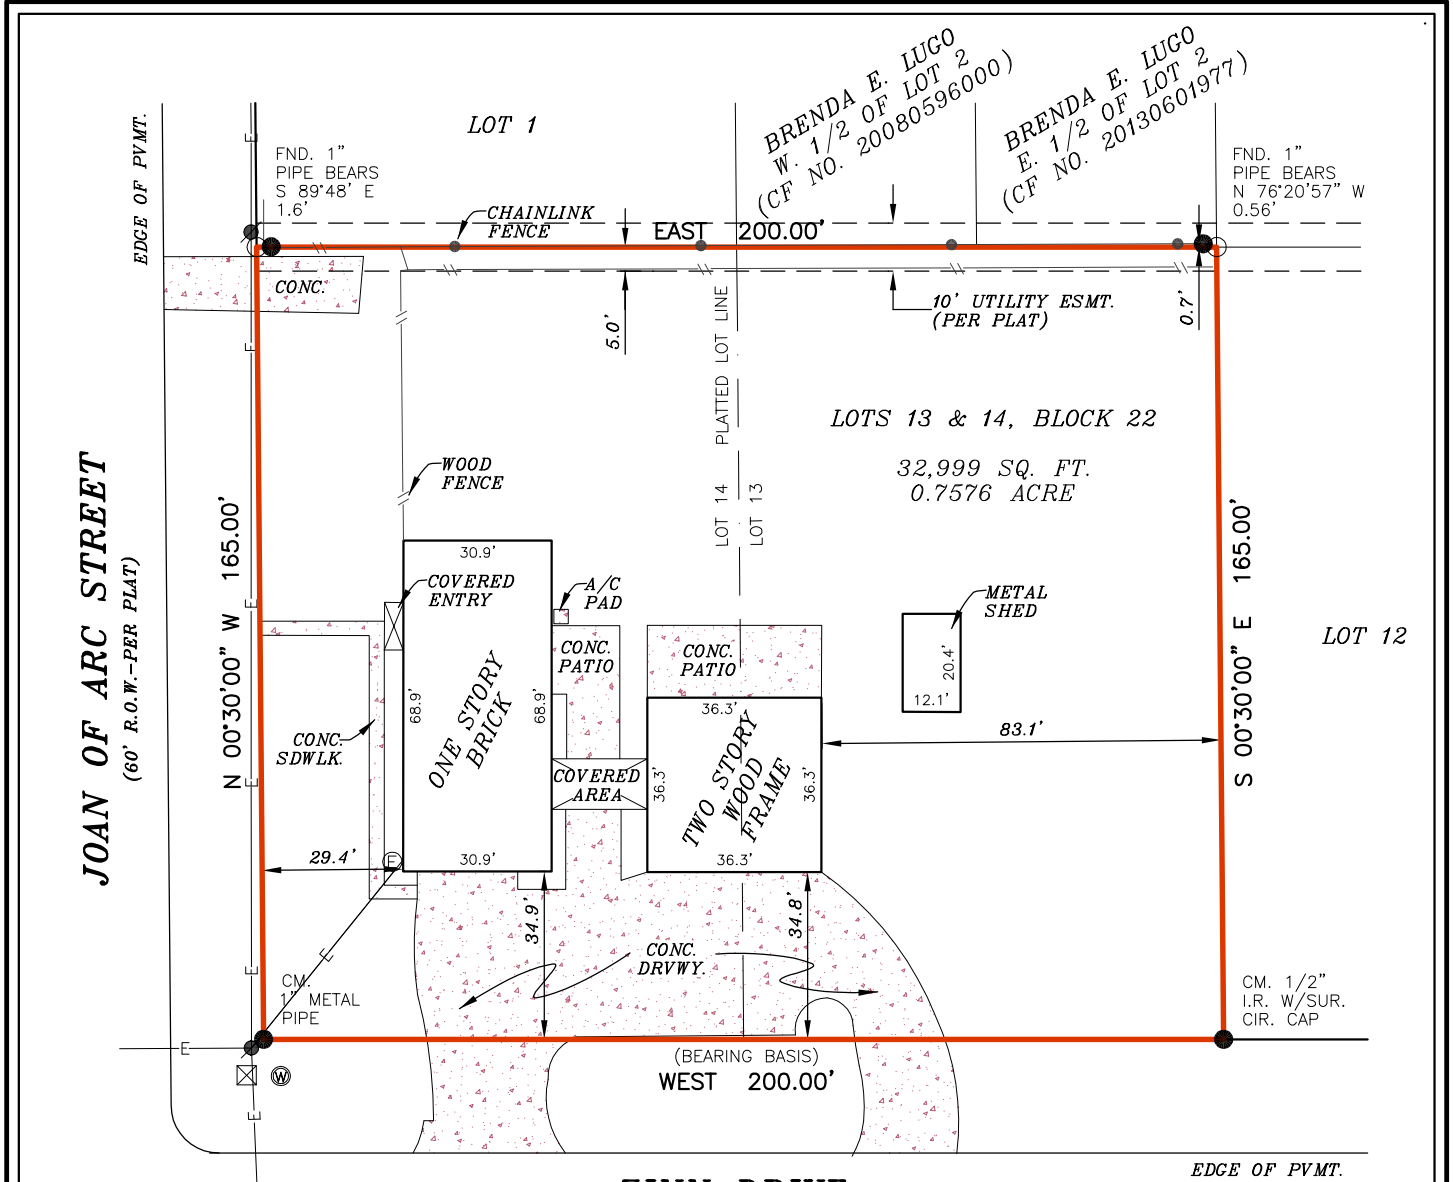 BRENDA E. LUGO
W. 1/2 OF LOT 2
(CF NO. 20080596000)
BRENDA E. LUGO
E. 1/2 OF LOT 2
(CF NO. 20130601977)
LOT 1
EDGE OF PVMT.
FND. 1"
PIPE BEARS
S 89°48' E
1.6'
FND. 1"
PIPE BEARS
N 76°20'57" W
0.56'
CHAINLINK
FENCE
EAST 200.00'
CONC.
5.0'
10' UTILITY ESMT.
(PER PLAT)
0.7'
PLATTED LOT LINE
LOT 14
LOT 13
LOTS 13 & 14, BLOCK 22
32,999 SQ. FT.
0.7576 ACRE
WOOD
FENCE
JOAN OF ARC STREET
(60' R.O.W.-PER PLAT)
N 00°30'00" W 165.00'
S 00°30'00" E 165.00'
LOT 12
30.9'
COVERED
ENTRY
A/C
PAD
METAL
SHED
20.4'
12.1'
CONC.
PATIO
CONC.
PATIO
68.9'
ONE STORY
BRICK
68.9'
36.3'
CONC.
SDWLK.
COVERED
AREA
36.3'
TWO STORY
WOOD
FRAME
36.3'
83.1'
29.4'
E
30.9'
36.3'
34.9'
34.8'
CONC.
DRVWY.
CM.
1" METAL
PIPE
CM. 1/2"
I.R. W/SUR.
CIR. CAP
E
E
E
E
E
E
E
E
W
(BEARING BASIS)
WEST 200.00'
EDGE OF PVMT.